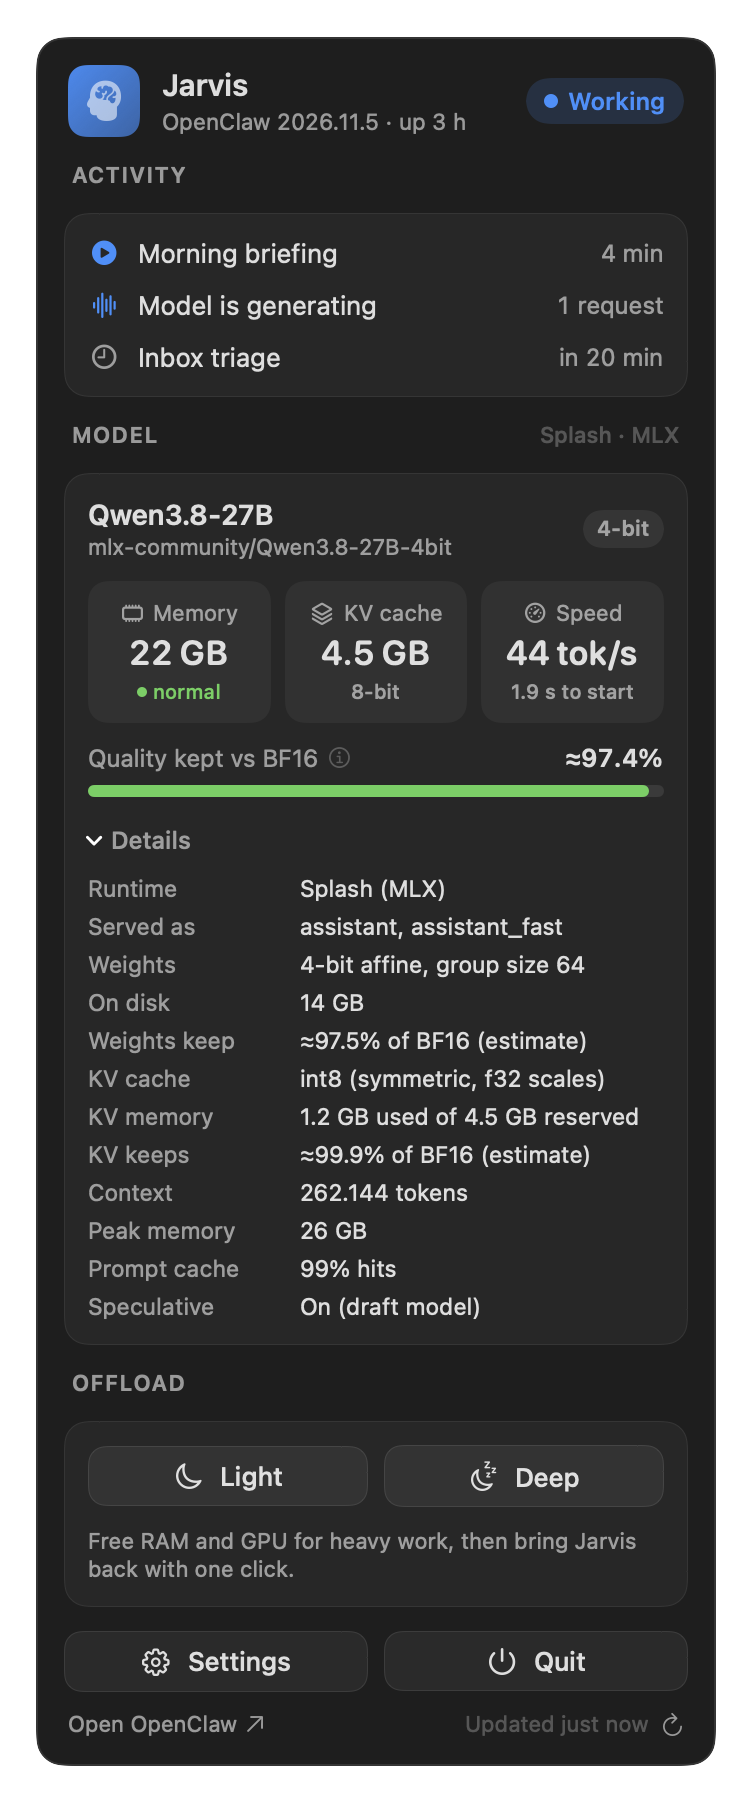 Jarvis
OpenClaw 2026.11.5 · up 3 h
Working
ACTIVITY
Morning briefing 4 min
Model is generating 1 request
Inbox triage in 20 min
MODEL Splash · MLX
Qwen3.8-27B
mlx-community/Qwen3.8-27B-4bit
4-bit
Memory
22 GB
normal
KV cache
4.5 GB
8-bit
Speed
44 tok/s
1.9 s to start
Quality kept vs BF16 ≈97.4%
Details
Runtime Splash (MLX)
Served as assistant, assistant_fast
Weights 4-bit affine, group size 64
On disk 14 GB
Weights keep ≈97.5% of BF16 (estimate)
KV cache int8 (symmetric, f32 scales)
KV memory 1.2 GB used of 4.5 GB reserved
KV keeps ≈99.9% of BF16 (estimate)
Context 262.144 tokens
Peak memory 26 GB
Prompt cache 99% hits
Speculative On (draft model)
OFFLOAD
Light
Deep
Free RAM and GPU for heavy work, then bring Jarvis
back with one click.
Settings
Quit
Open OpenClaw
Updated just now